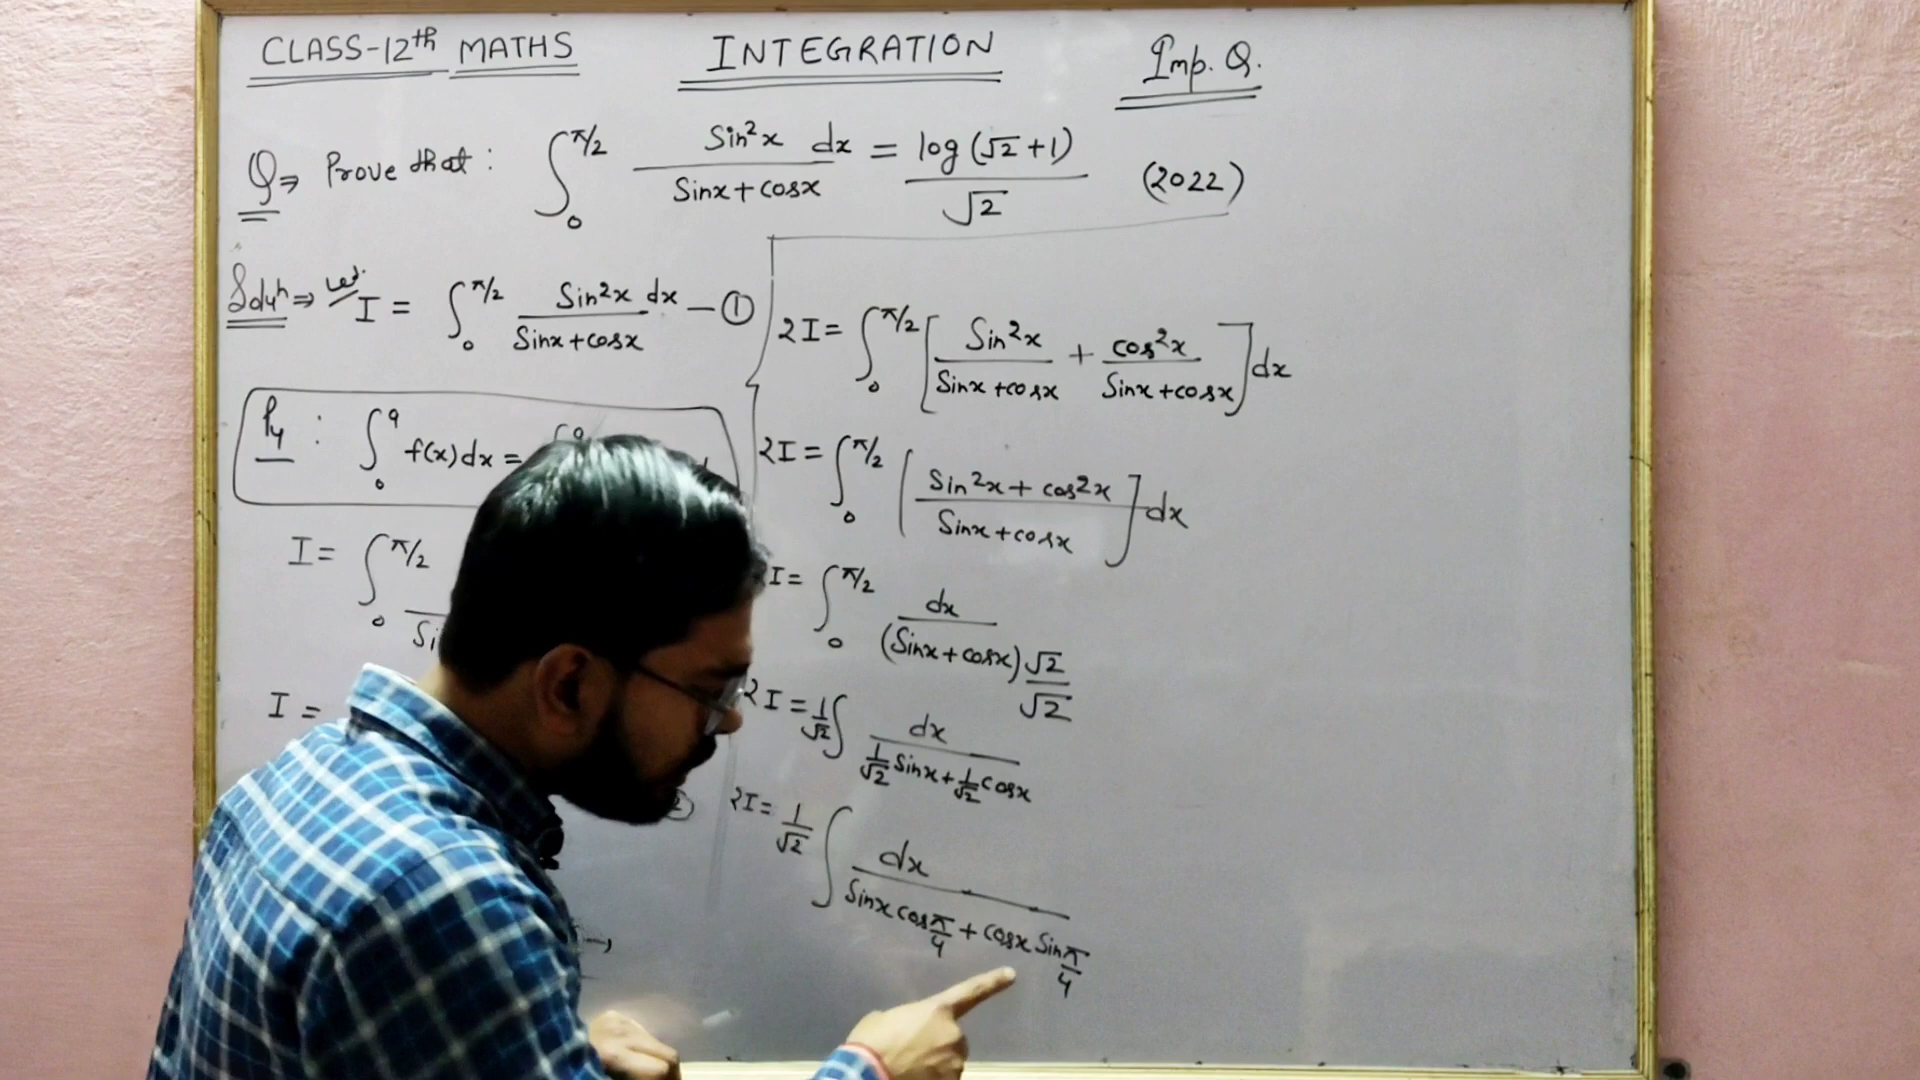 CLASS-12th MATHS INTEGRATION Imp. Q.
Q ⇒ Prove that : ∫₀^π/2 Sin²x dx / Sinx + cosx = log(√2 + 1) / √2 (2022)
Soluⁿ ⇒ Let I = ∫₀^π/2 Sin²x dx / Sinx + cosx — ①
P₄ : ∫₀^a f(x) dx =
I = ∫₀^π/2
I =
2I = ∫₀^π/2 [ Sin²x / Sinx + cosx + cos²x / Sinx + cosx ] dx
2I = ∫₀^π/2 [ Sin²x + cos²x / Sinx + cosx ] dx
I = ∫₀^π/2 dx / (Sinx + cosx) √2/√2
2I = 1/√2 ∫ dx / 1/√2 Sinx + 1/√2 cosx
2I = 1/√2 ∫ dx / Sinx cos π/4 + cosx Sin π/4